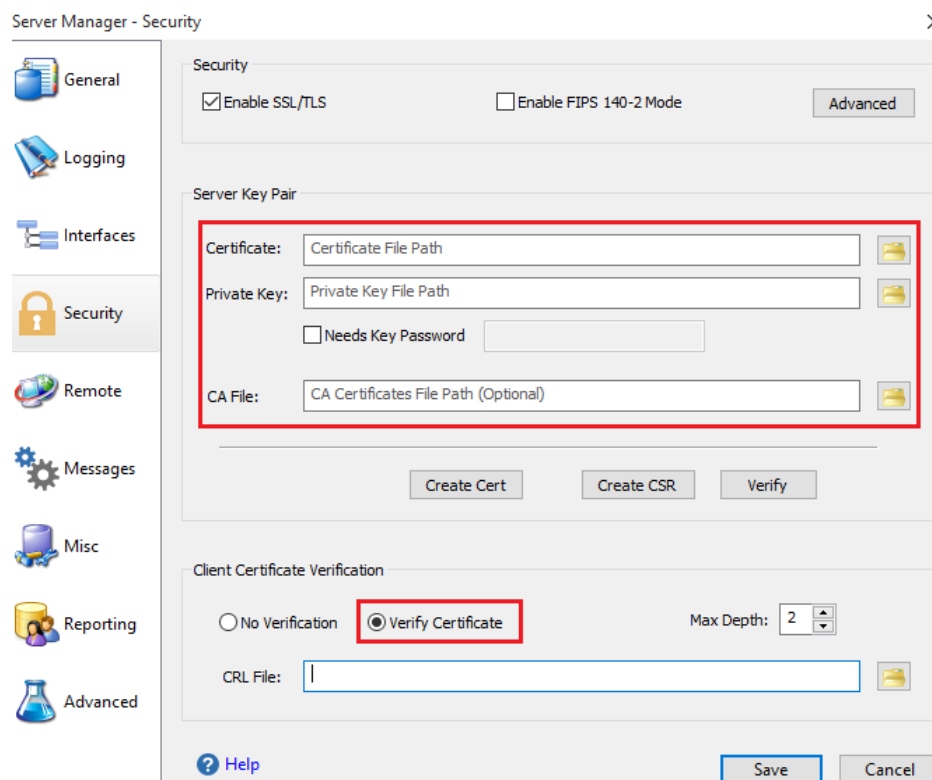 Server Manager - Security
General
Logging
Interfaces
Security
Remote
Messages
Misc
Reporting
Advanced
Security
Enable SSL/TLS
Enable FIPS 140-2 Mode
Advanced
Server Key Pair
Certificate: Certificate File Path
Private Key: Private Key File Path
Needs Key Password
CA File: CA Certificates File Path (Optional)
Create Cert
Create CSR
Verify
Client Certificate Verification
No Verification
Verify Certificate
Max Depth: 2
CRL File:
Help
Save
Cancel